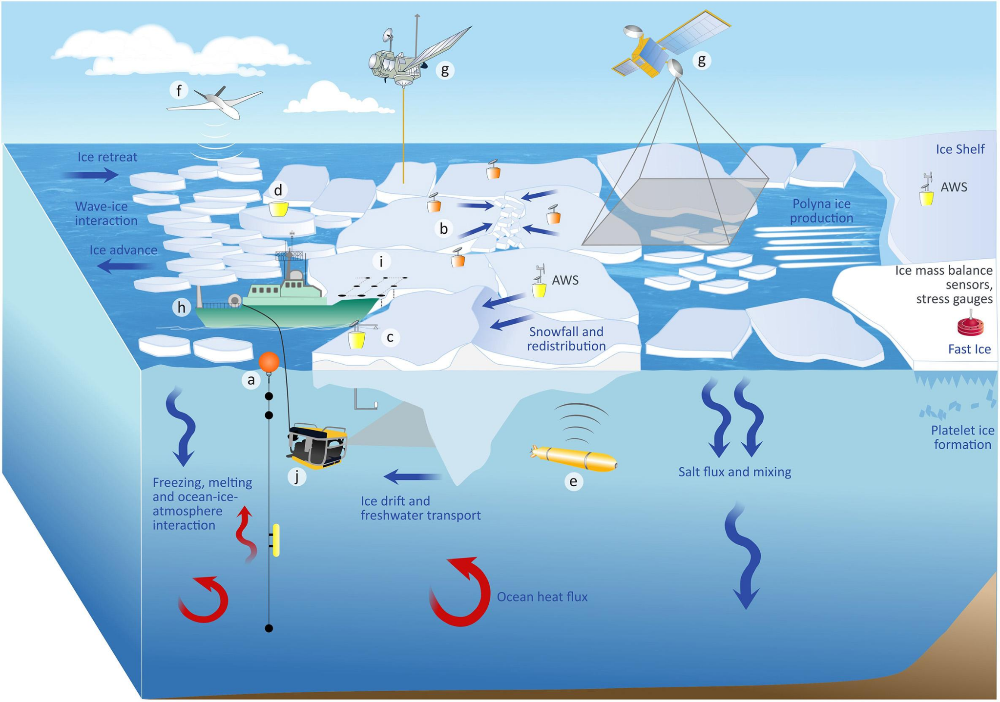 g
g
f
Ice retreat
Ice Shelf
AWS
d
Wave-ice
interaction
Polyna ice
production
b
Ice advance
i
AWS
Ice mass balance
sensors,
stress gauges
h
c
Snowfall and
redistribution
Fast Ice
a
Platelet ice
formation
j
e
Salt flux and mixing
Freezing, melting
and ocean-ice-
atmosphere
interaction
Ice drift and
freshwater transport
Ocean heat flux